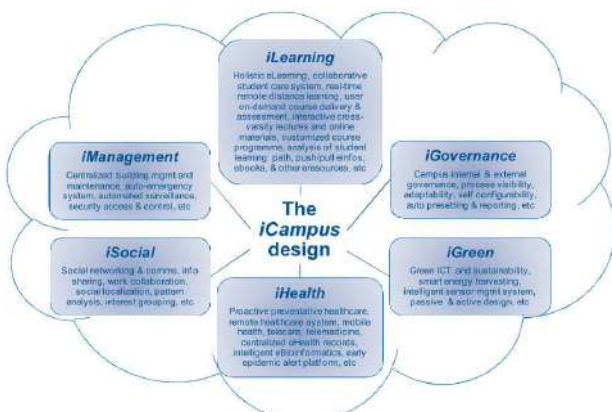 iLearning
Holistic eLearning, collaborative
student care system, real-time
remote distance learning, user
on-demand course delivery &
assessment, interactive cross-
varsity lectures and online
materials, customized course
programme, analysis of student
learning path, push/pull einfos,
ebooks, & other eresources, etc
iManagement
Centralized building mgmt and
maintenance, auto-emergency
system, automated surveillance,
security access & control, etc
iGovernance
Campus internal & external
governance, process visibility,
adaptability, self configurability,
auto presetting & reporting, etc
The
iCampus
design
iSocial
Social networking & comms, info
sharing, work collaboration,
social localization, pattern
analysis, interest grouping, etc
iGreen
Green ICT and sustainability,
smart energy harvesting,
intelligent sensor mgmt system,
passive & active design, etc
iHealth
Proactive preventative healthcare,
remote healthcare system, mobile
health, telecare, telemedicine,
centralized eHealth records,
intelligent eBioinformatics, early
epidemic alert platform, etc